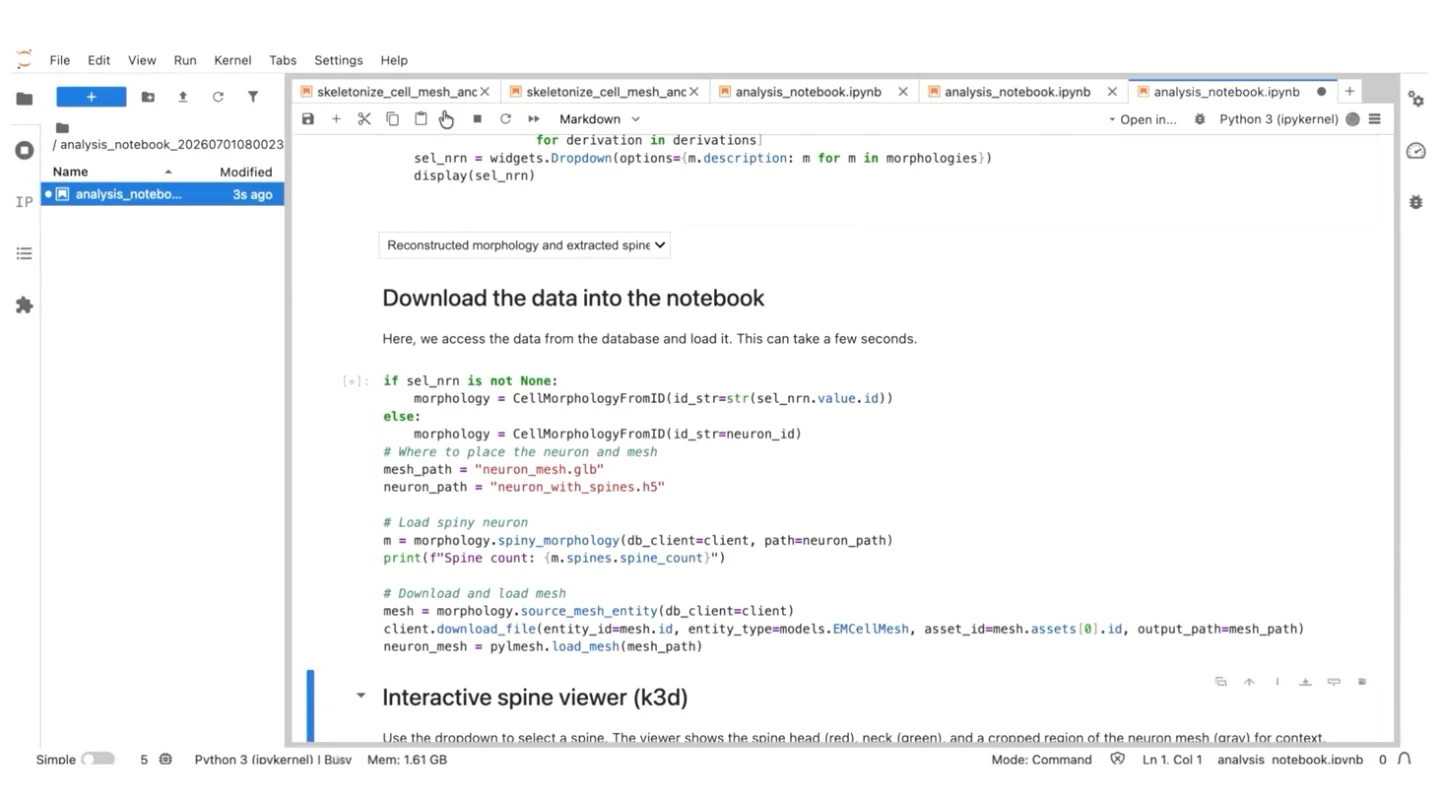 File Edit View Run Kernel Tabs Settings Help
skeletonize_cell_mesh_anc skeletonize_cell_mesh_anc analysis_notebook.ipynb analysis_notebook.ipynb analysis_notebook.ipynb
Markdown Open in... Python 3 (ipykernel)
/ analysis_notebook_20260701080023
Name Modified
analysis_notebo... 3s ago
IP
for derivation in derivations]
sel_nrn = widgets.Dropdown(options={m.description: m for m in morphologies})
display(sel_nrn)
Reconstructed morphology and extracted spine
Download the data into the notebook
Here, we access the data from the database and load it. This can take a few seconds.
[*]: if sel_nrn is not None:
morphology = CellMorphologyFromID(id_str=str(sel_nrn.value.id))
else:
morphology = CellMorphologyFromID(id_str=neuron_id)
# Where to place the neuron and mesh
mesh_path = "neuron_mesh.glb"
neuron_path = "neuron_with_spines.h5"
# Load spiny neuron
m = morphology.spiny_morphology(db_client=client, path=neuron_path)
print(f"Spine count: {m.spines.spine_count}")
# Download and load mesh
mesh = morphology.source_mesh_entity(db_client=client)
client.download_file(entity_id=mesh.id, entity_type=models.EMCellMesh, asset_id=mesh.assets[0].id, output_path=mesh_path)
neuron_mesh = pylmesh.load_mesh(mesh_path)
Interactive spine viewer (k3d)
Use the dropdown to select a spine. The viewer shows the spine head (red), neck (green), and a cropped region of the neuron mesh (gray) for context.
Simple 5 Python 3 (ipykernel) | Busy Mem: 1.61 GB Mode: Command Ln 1, Col 1 analysis_notebook.ipynb 0